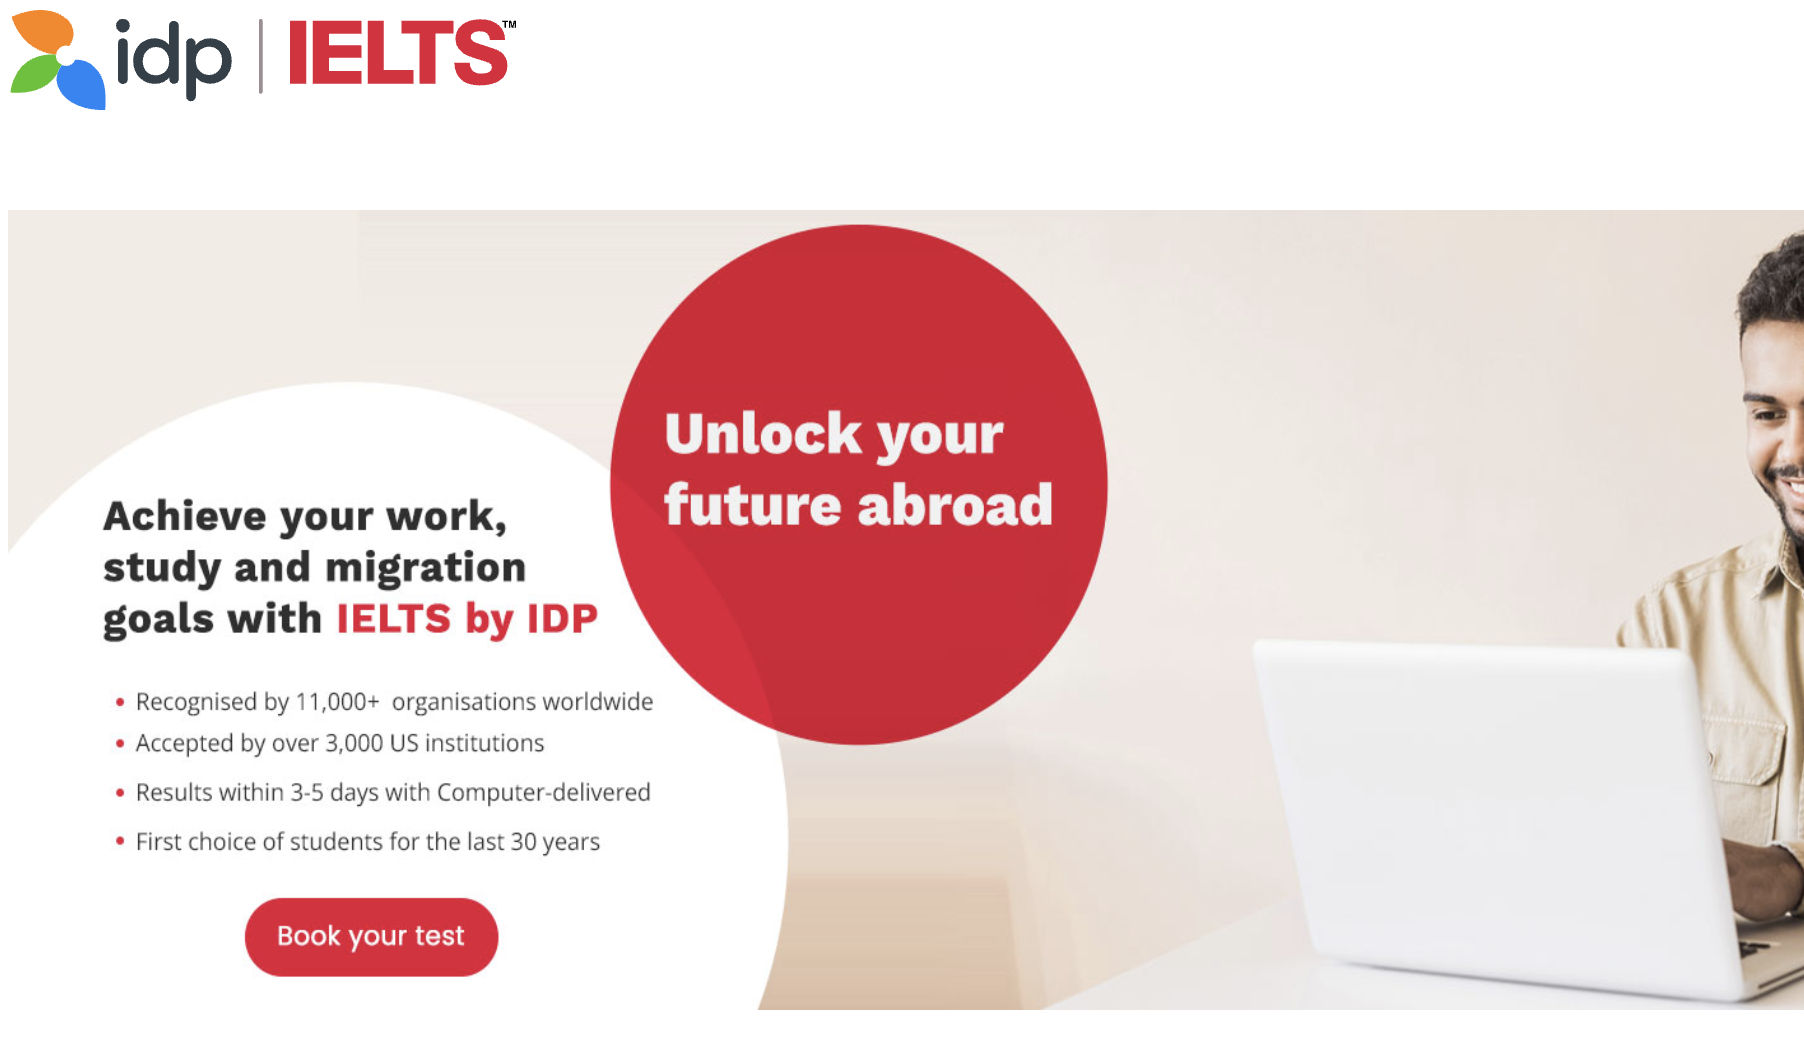 idp | IELTS™
Unlock your
future abroad
Achieve your work,
study and migration
goals with IELTS by IDP
• Recognised by 11,000+ organisations worldwide
• Accepted by over 3,000 US institutions
• Results within 3-5 days with Computer-delivered
• First choice of students for the last 30 years
Book your test